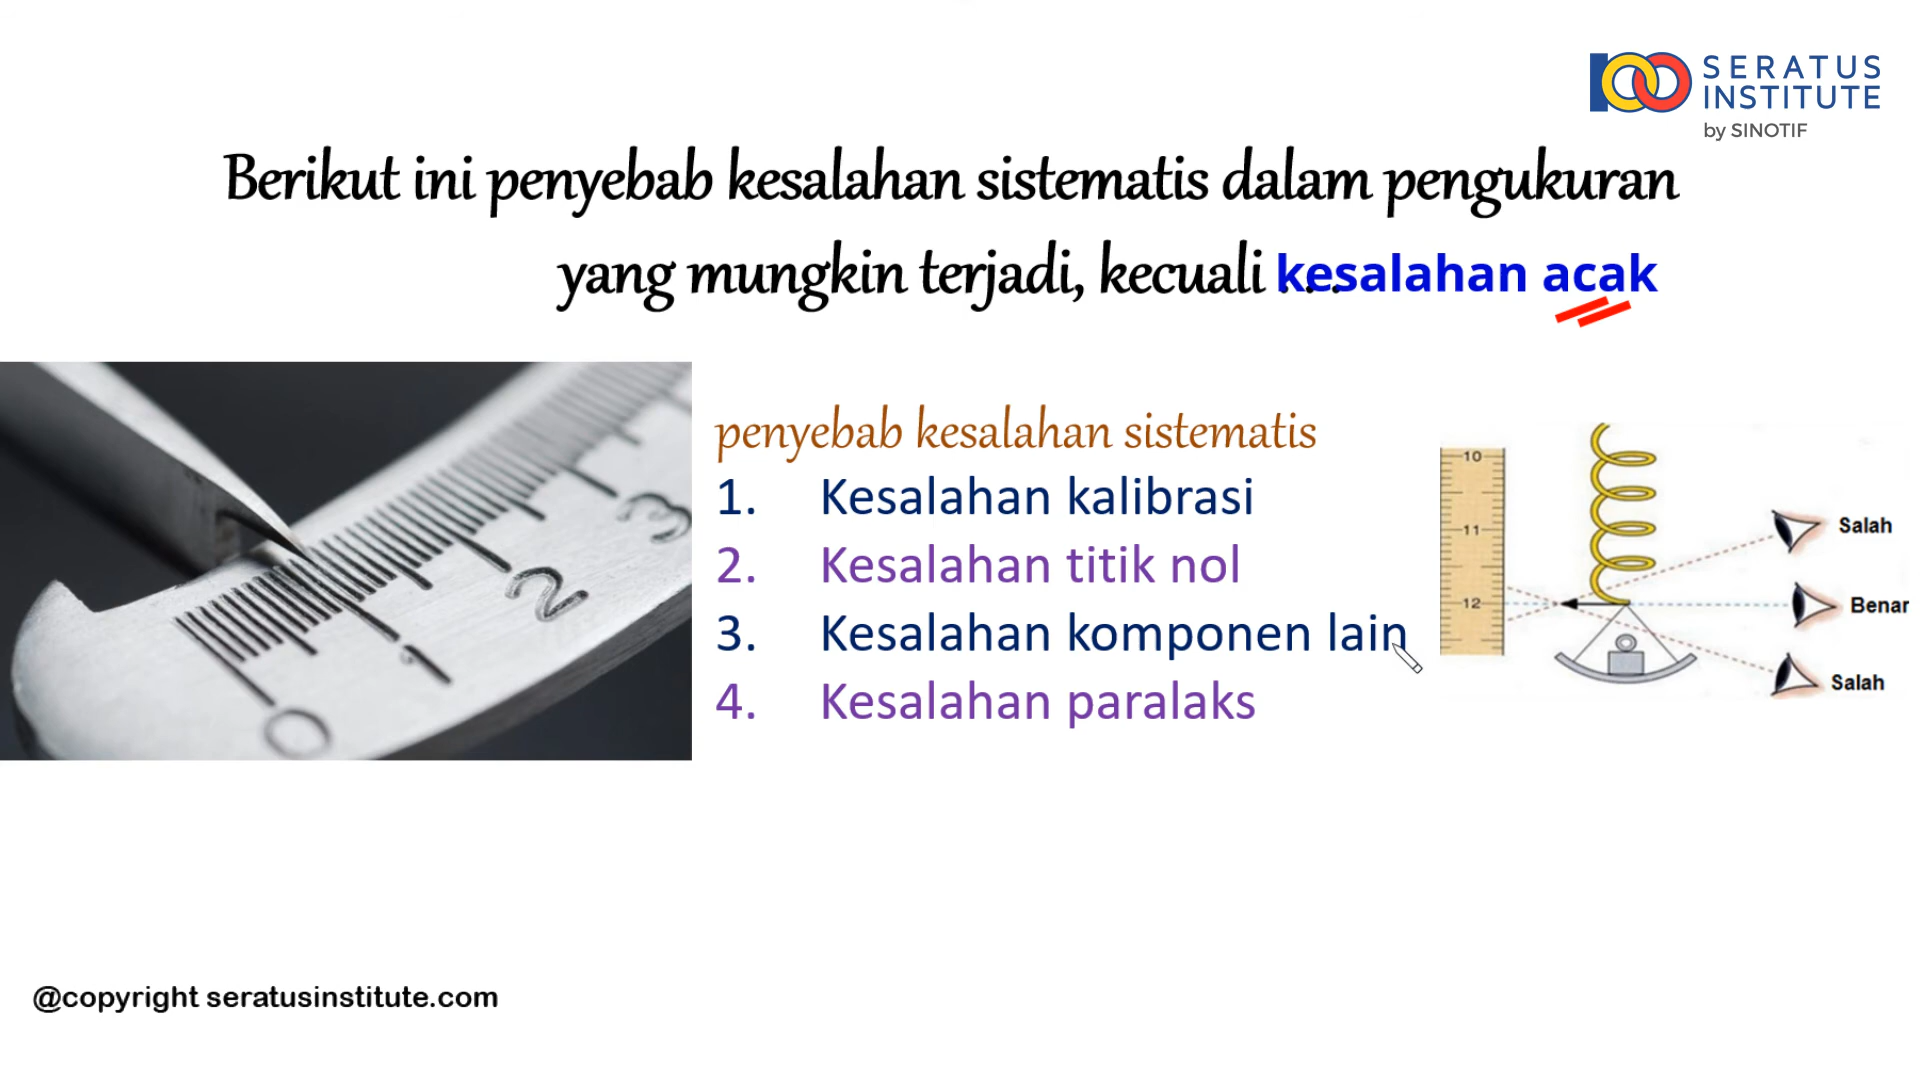 SERATUS
INSTITUTE
by SINOTIF
Berikut ini penyebab kesalahan sistematis dalam pengukuran
yang mungkin terjadi, kecuali . . . kesalahan acak
penyebab kesalahan sistematis
1. Kesalahan kalibrasi
2. Kesalahan titik nol
3. Kesalahan komponen lain
4. Kesalahan paralaks
0
1
2
3
10
11
12
Salah
Benar
Salah
@copyright seratusinstitute.com